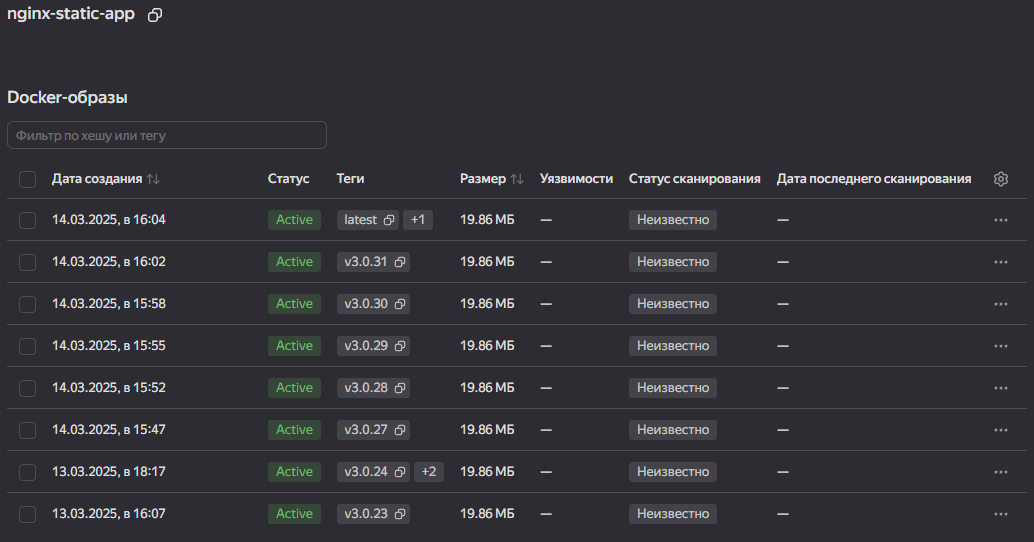 nginx-static-app
Docker-образы
Фильтр по хешу или тегу
Дата создания Статус Теги Размер Уязвимости Статус сканирования Дата последнего сканирования
14.03.2025, в 16:04 Active latest +1 19.86 МБ — Неизвестно —
14.03.2025, в 16:02 Active v3.0.31 19.86 МБ — Неизвестно —
14.03.2025, в 15:58 Active v3.0.30 19.86 МБ — Неизвестно —
14.03.2025, в 15:55 Active v3.0.29 19.86 МБ — Неизвестно —
14.03.2025, в 15:52 Active v3.0.28 19.86 МБ — Неизвестно —
14.03.2025, в 15:47 Active v3.0.27 19.86 МБ — Неизвестно —
13.03.2025, в 18:17 Active v3.0.24 +2 19.86 МБ — Неизвестно —
13.03.2025, в 16:07 Active v3.0.23 19.86 МБ — Неизвестно —